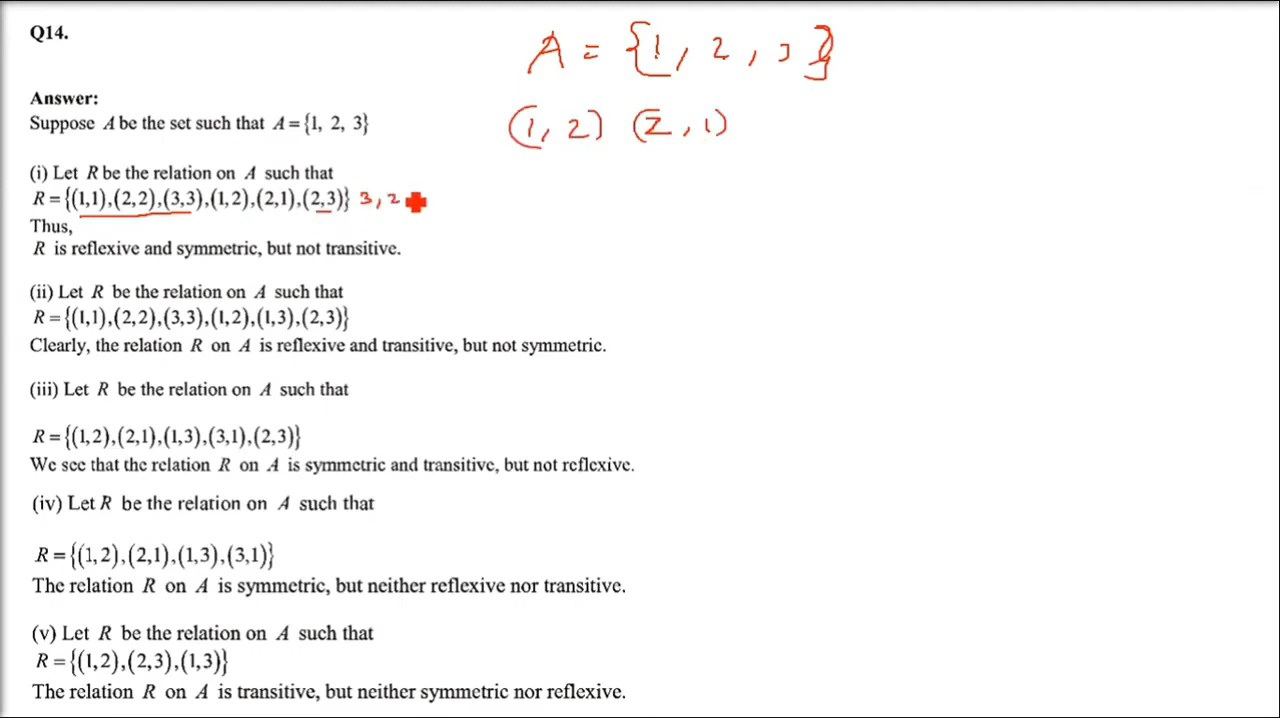 Q14.
A = {1, 2, 3}
Answer:
Suppose A be the set such that A = {1, 2, 3}
(1, 2) (2, 1)
(i) Let R be the relation on A such that
R = {(1,1),(2,2),(3,3),(1,2),(2,1),(2,3)} 3, 2
Thus,
R is reflexive and symmetric, but not transitive.
(ii) Let R be the relation on A such that
R = {(1,1),(2,2),(3,3),(1,2),(1,3),(2,3)}
Clearly, the relation R on A is reflexive and transitive, but not symmetric.
(iii) Let R be the relation on A such that
R = {(1,2),(2,1),(1,3),(3,1),(2,3)}
We see that the relation R on A is symmetric and transitive, but not reflexive.
(iv) Let R be the relation on A such that
R = {(1,2),(2,1),(1,3),(3,1)}
The relation R on A is symmetric, but neither reflexive nor transitive.
(v) Let R be the relation on A such that
R = {(1,2),(2,3),(1,3)}
The relation R on A is transitive, but neither symmetric nor reflexive.